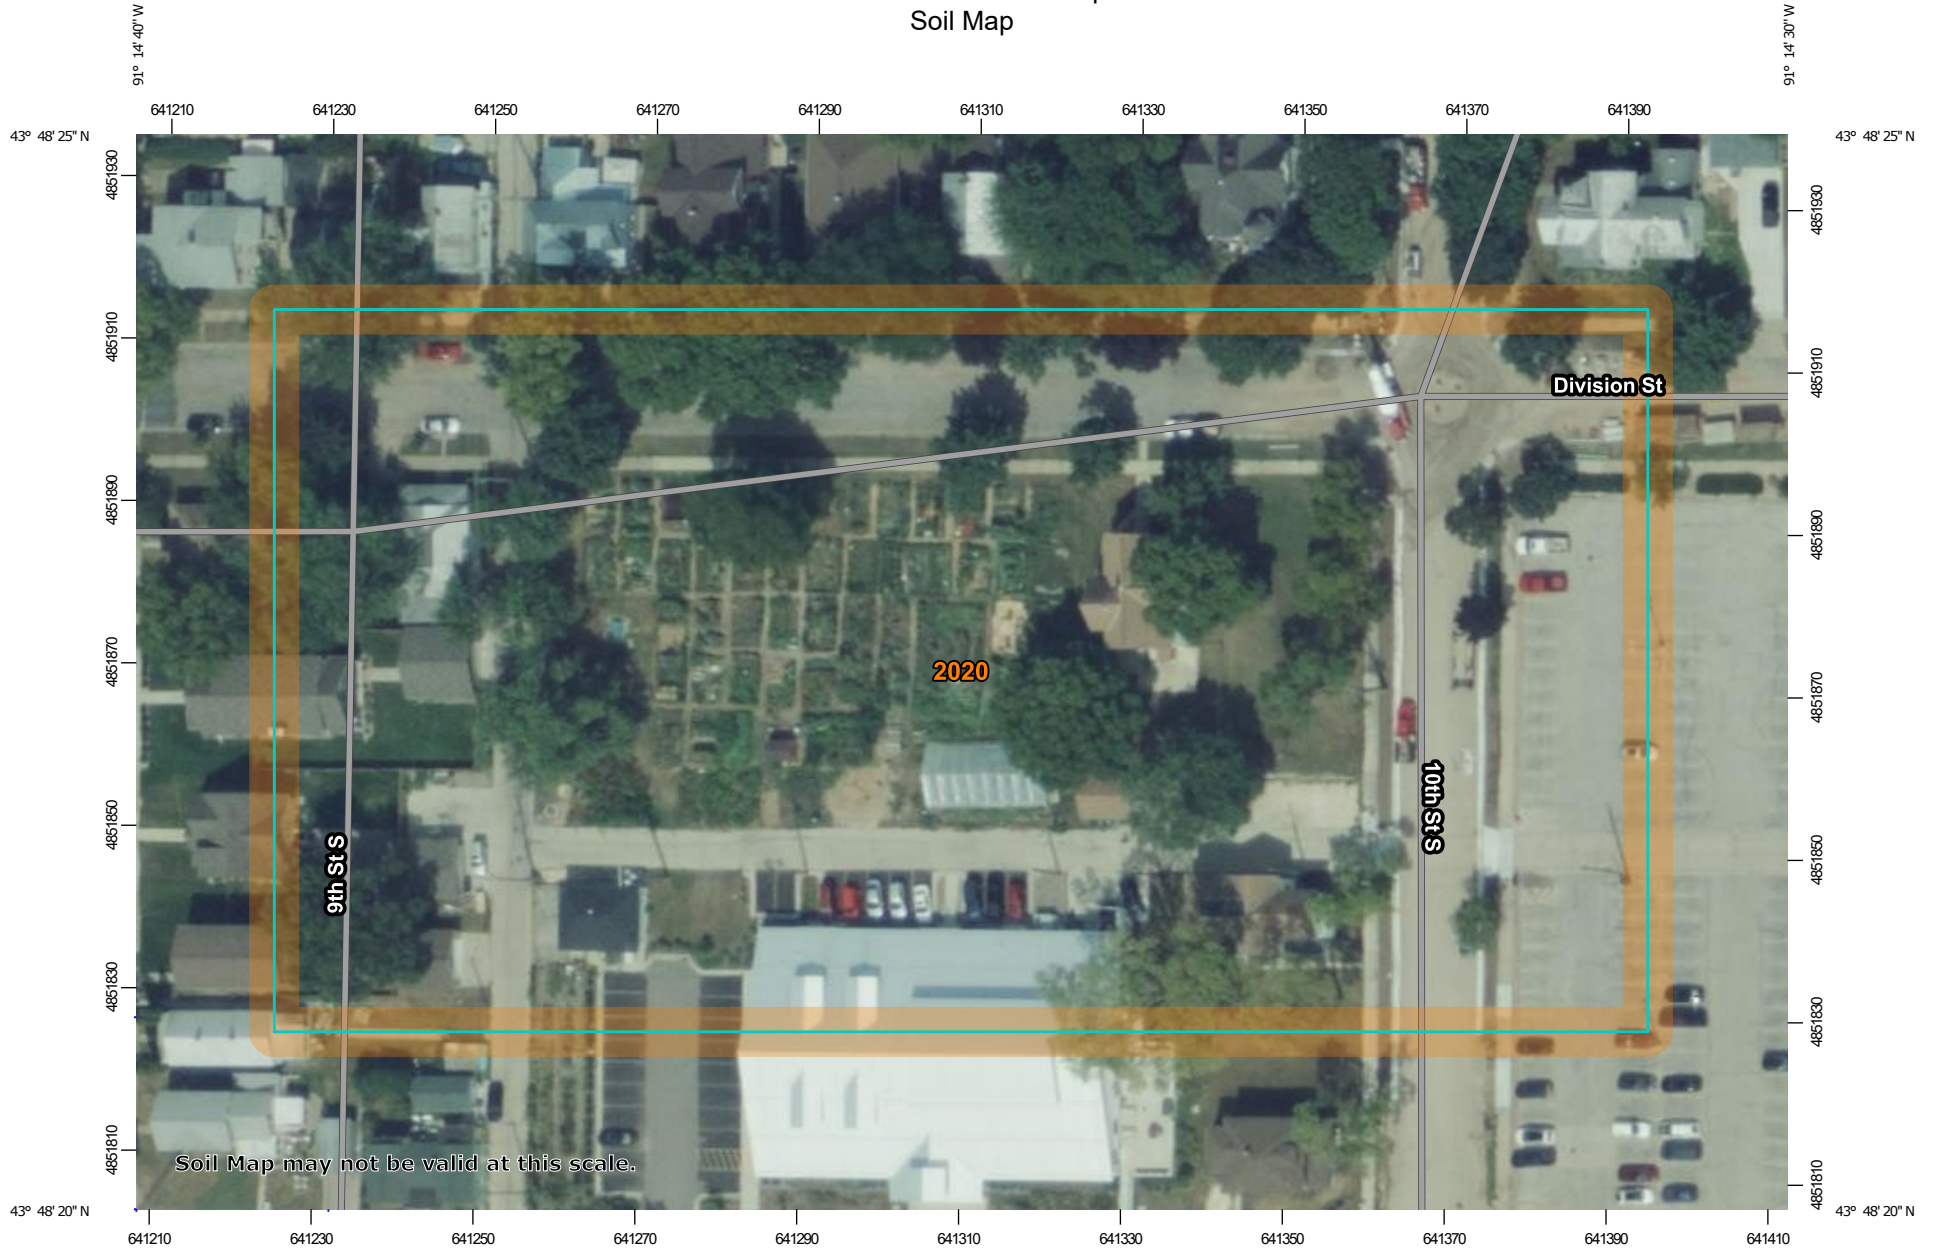 Soil Map
91° 14' 40'' W
91° 14' 30'' W
641210 641230 641250 641270 641290 641310 641330 641350 641370 641390
43° 48' 25'' N
43° 48' 25'' N
4851930
4851930
4851910
4851910
Division St
4851890
4851890
4851870
4851870
2020
4851850
4851850
9th St S
10th St S
4851830
4851830
4851810
4851810
Soil Map may not be valid at this scale.
43° 48' 20'' N
43° 48' 20'' N
641210 641230 641250 641270 641290 641310 641330 641350 641370 641390 641410